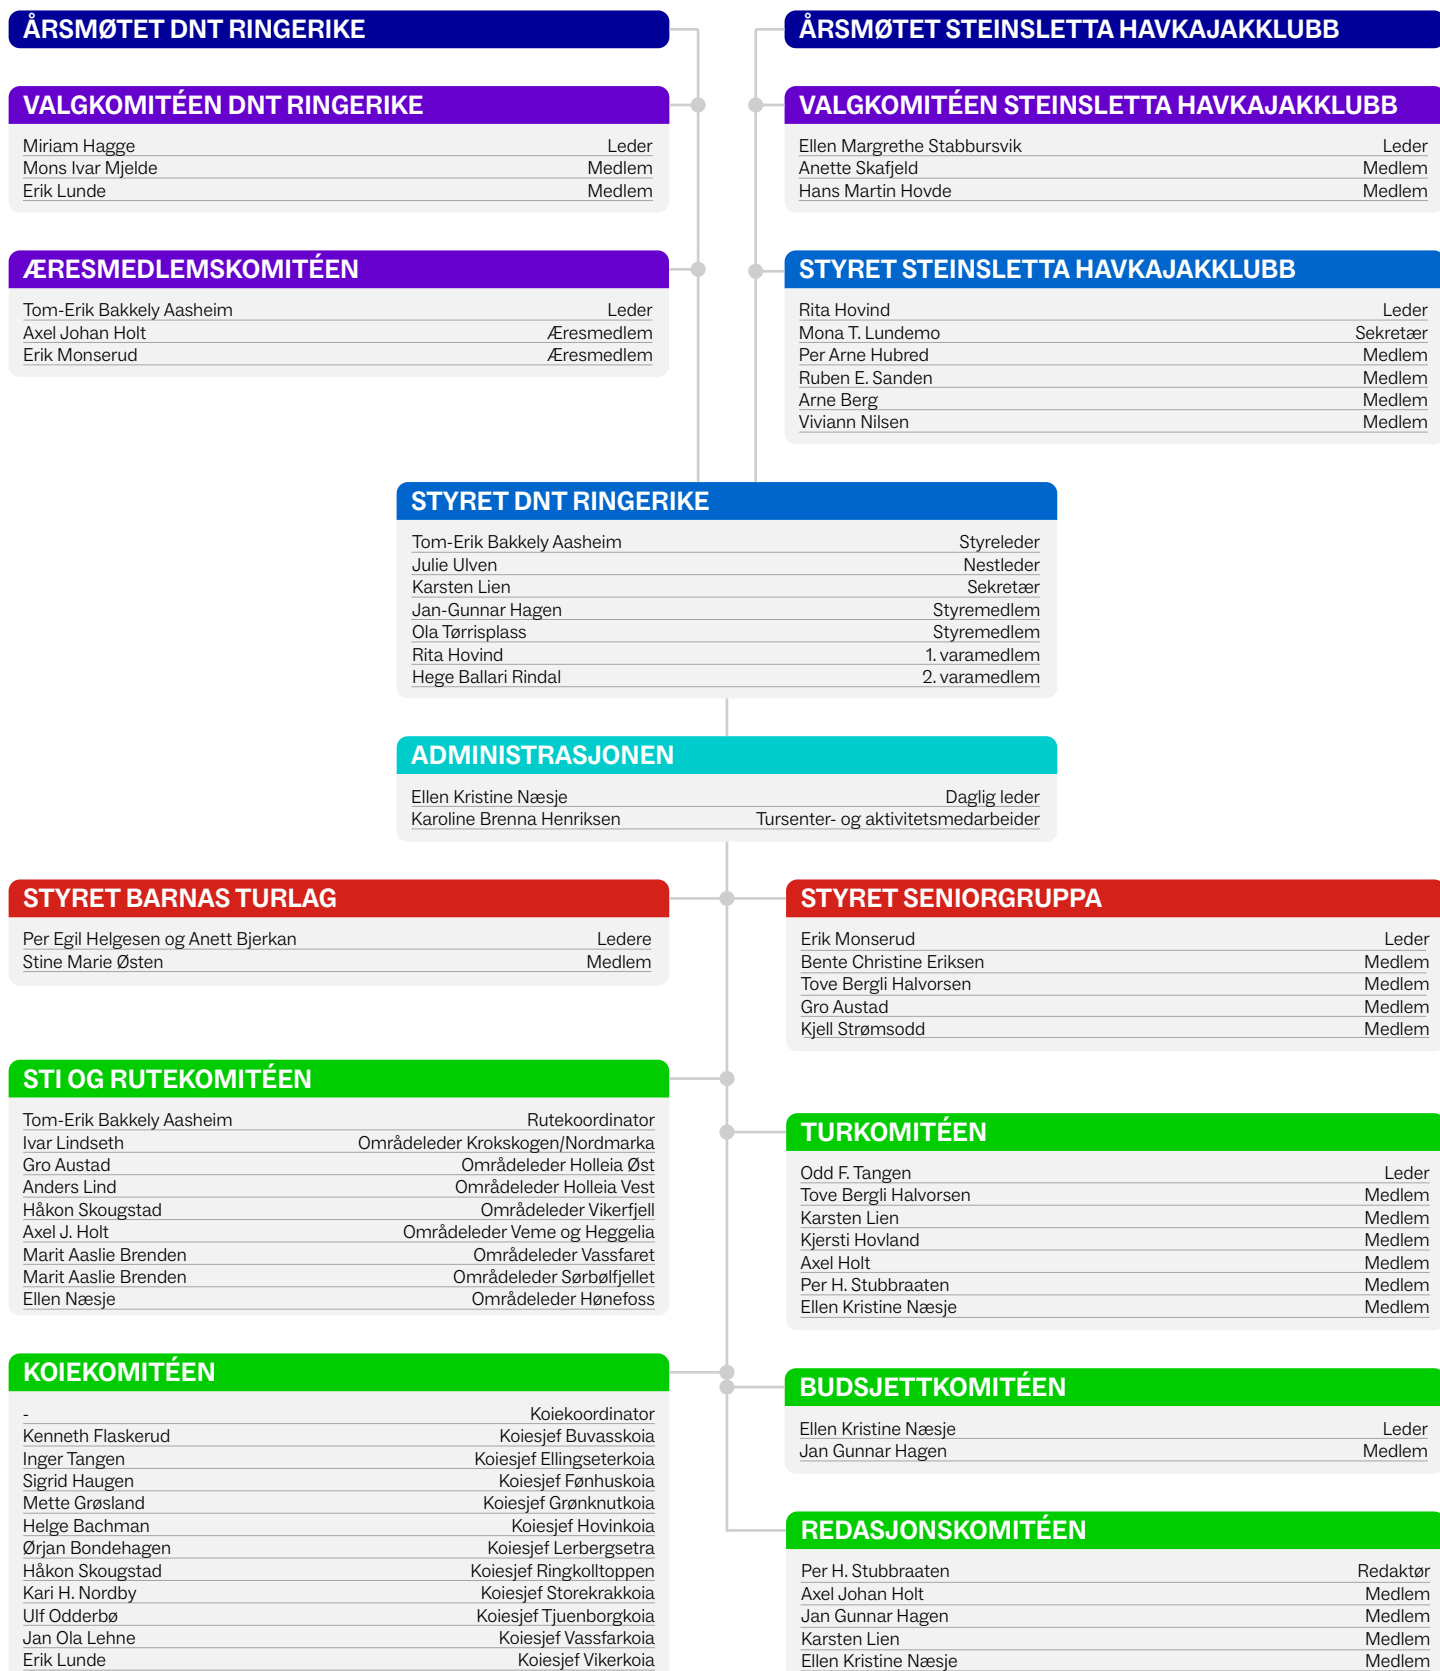 ÅRSMØTET DNT RINGERIKE
ÅRSMØTET STEINSLETTA HAVKAJAKKLUBB
VALGKOMITÉEN DNT RINGERIKE
Miriam Hagge Leder
Mons Ivar Mjelde Medlem
Erik Lunde Medlem
VALGKOMITÉEN STEINSLETTA HAVKAJAKKLUBB
Ellen Margrethe Stabbursvik Leder
Anette Skafjeld Medlem
Hans Martin Hovde Medlem
ÆRESMEDLEMSKOMITÉEN
Tom-Erik Bakkely Aasheim Leder
Axel Johan Holt Æresmedlem
Erik Monserud Æresmedlem
STYRET STEINSLETTA HAVKAJAKKLUBB
Rita Hovind Leder
Mona T. Lundemo Sekretær
Per Arne Hubred Medlem
Ruben E. Sanden Medlem
Arne Berg Medlem
Viviann Nilsen Medlem
STYRET DNT RINGERIKE
Tom-Erik Bakkely Aasheim Styreleder
Julie Ulven Nestleder
Karsten Lien Sekretær
Jan-Gunnar Hagen Styremedlem
Ola Tørrisplass Styremedlem
Rita Hovind 1. varamedlem
Hege Ballari Rindal 2. varamedlem
ADMINISTRASJONEN
Ellen Kristine Næsje Daglig leder
Karoline Brenna Henriksen Tursenter- og aktivitetsmedarbeider
STYRET BARNAS TURLAG
Per Egil Helgesen og Anett Bjerkan Ledere
Stine Marie Østen Medlem
STYRET SENIORGRUPPA
Erik Monserud Leder
Bente Christine Eriksen Medlem
Tove Bergli Halvorsen Medlem
Gro Austad Medlem
Kjell Strømsodd Medlem
STI OG RUTEKOMITÉEN
Tom-Erik Bakkely Aasheim Rutekoordinator
Ivar Lindseth Områdeleder Krokskogen/Nordmarka
Gro Austad Områdeleder Holleia Øst
Anders Lind Områdeleder Holleia Vest
Håkon Skougstad Områdeleder Vikerfjell
Axel J. Holt Områdeleder Veme og Heggelia
Marit Aaslie Brenden Områdeleder Vassfaret
Marit Aaslie Brenden Områdeleder Sørbølfjellet
Ellen Næsje Områdeleder Hønefoss
TURKOMITÉEN
Odd F. Tangen Leder
Tove Bergli Halvorsen Medlem
Karsten Lien Medlem
Kjersti Hovland Medlem
Axel Holt Medlem
Per H. Stubbraaten Medlem
Ellen Kristine Næsje Medlem
KOIEKOMITÉEN
- Koiekoordinator
Kenneth Flaskerud Koiesjef Buvasskoia
Inger Tangen Koiesjef Ellingseterkoia
Sigrid Haugen Koiesjef Fønhuskoia
Mette Grøsland Koiesjef Grønknutkoia
Helge Bachman Koiesjef Hovinkoia
Ørjan Bondehagen Koiesjef Lerbergsetra
Håkon Skougstad Koiesjef Ringkolltoppen
Kari H. Nordby Koiesjef Storekrakkoia
Ulf Odderbø Koiesjef Tjuenborgkoia
Jan Ola Lehne Koiesjef Vassfarkoia
Erik Lunde Koiesjef Vikerkoia
BUDSJETTKOMITÉEN
Ellen Kristine Næsje Leder
Jan Gunnar Hagen Medlem
REDASJONSKOMITÉEN
Per H. Stubbraaten Redaktør
Axel Johan Holt Medlem
Jan Gunnar Hagen Medlem
Karsten Lien Medlem
Ellen Kristine Næsje Medlem